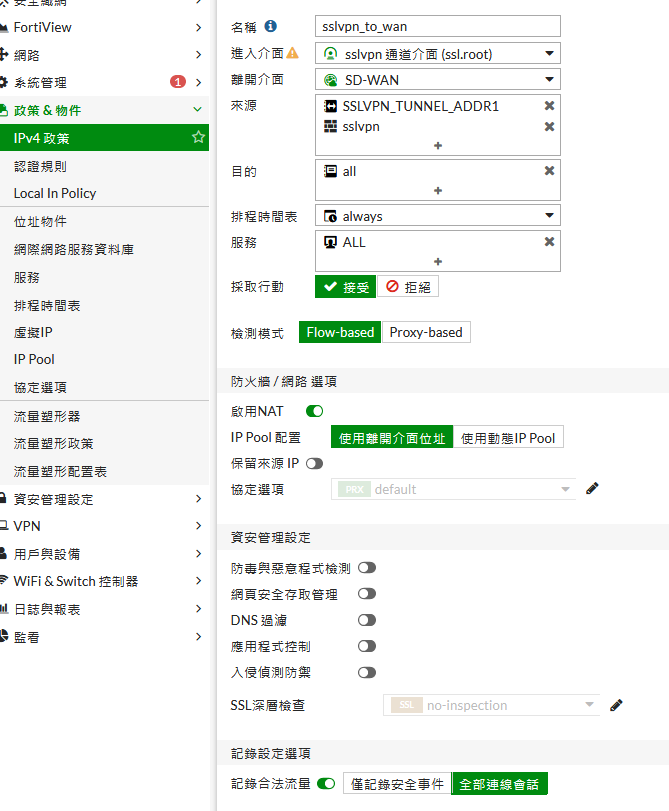 安全織網
FortiView
網路
系統管理 1
政策 & 物件
IPv4 政策
認證規則
Local In Policy
位址物件
網際網路服務資料庫
服務
排程時間表
虛擬IP
IP Pool
協定選項
流量塑形器
流量塑形政策
流量塑形配置表
資安管理設定
VPN
用戶與設備
WiFi & Switch 控制器
日誌與報表
監看
名稱 sslvpn_to_wan
進入介面 sslvpn 通道介面 (ssl.root)
離開介面 SD-WAN
來源 SSLVPN_TUNNEL_ADDR1
sslvpn
+
目的 all
+
排程時間表 always
服務 ALL
+
採取行動 接受 拒絕
檢測模式 Flow-based Proxy-based
防火牆 / 網路 選項
啟用NAT
IP Pool 配置 使用離開介面位址 使用動態IP Pool
保留來源 IP
協定選項 PRX default
資安管理設定
防毒與惡意程式檢測
網頁安全存取管理
DNS 過濾
應用程式控制
入侵偵測防禦
SSL深層檢查 SSL no-inspection
記錄設定選項
記錄合法流量 僅記錄安全事件 全部連線會話